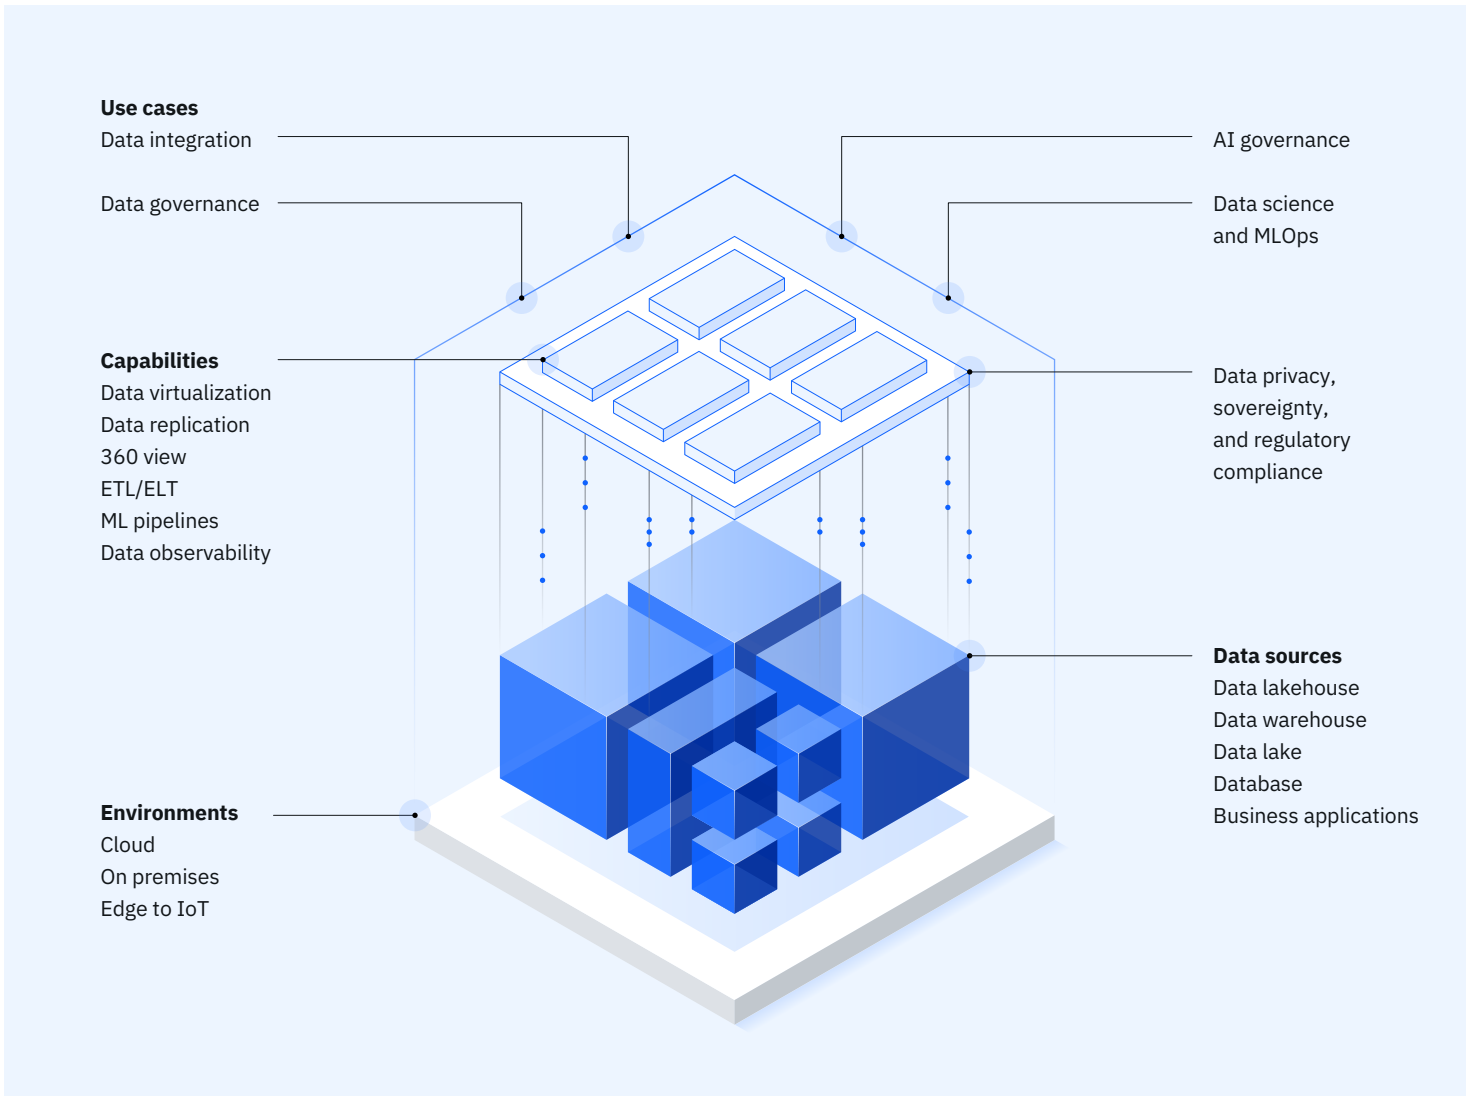 Use cases
Data integration
Data governance
AI governance
Data science
and MLOps
Capabilities
Data virtualization
Data replication
360 view
ETL/ELT
ML pipelines
Data observability
Data privacy,
sovereignty,
and regulatory
compliance
Data sources
Data lakehouse
Data warehouse
Data lake
Database
Business applications
Environments
Cloud
On premises
Edge to IoT